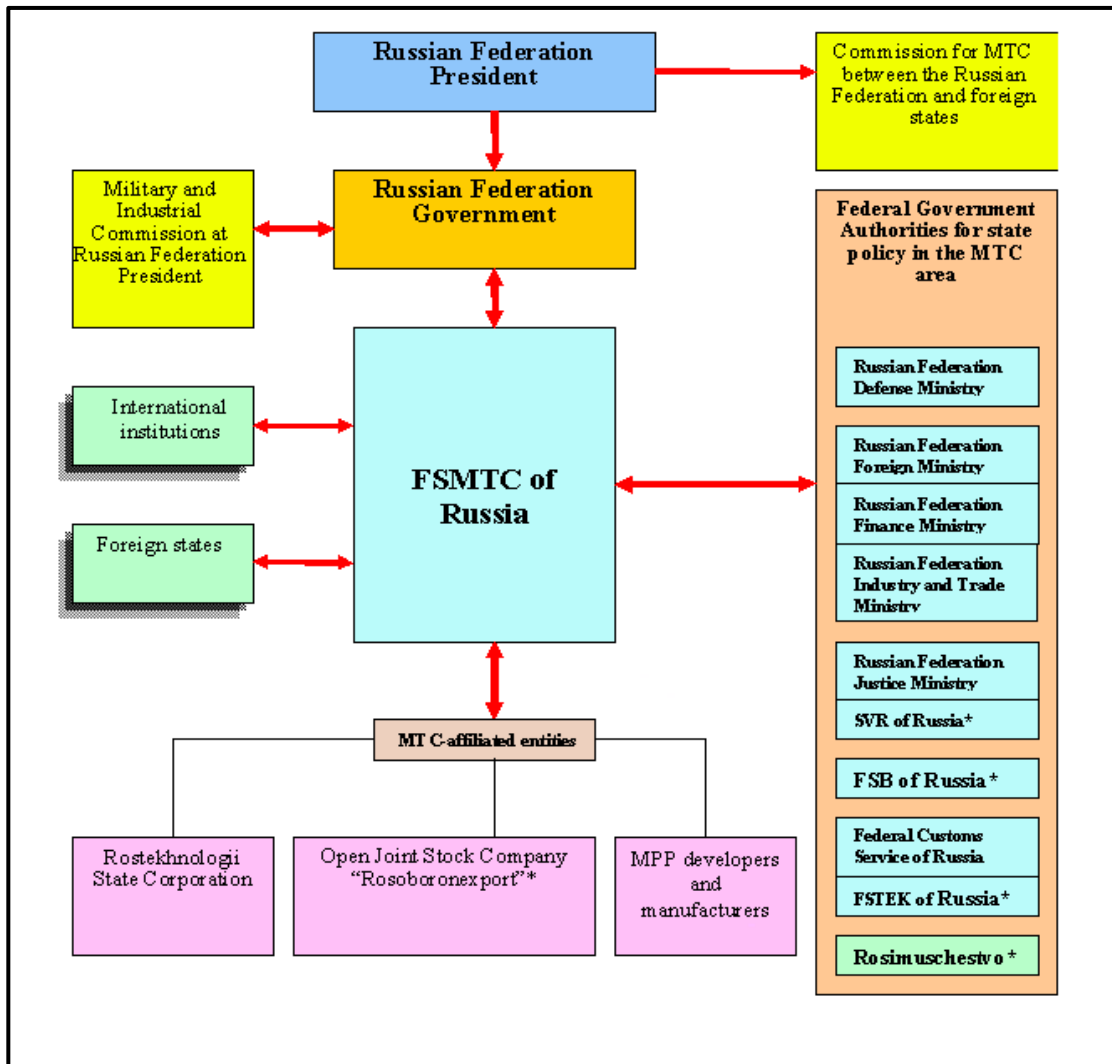 Russian Federation
President
Commission for MTC
between the Russian
Federation and foreign
states
Military and
Industrial
Commission at
Russian Federation
President
Russian Federation
Government
Federal Government
Authorities for state
policy in the MTC
area
International
institutions
Foreign states
FSMTC of
Russia
Russian Federation
Defense Ministry
Russian Federation
Foreign Ministry
Russian Federation
Finance Ministry
Russian Federation
Industry and Trade
Ministry
Russian Federation
Justice Ministry
SVR of Russia*
FSB of Russia*
Federal Customs
Service of Russia
FSTEK of Russia*
Rosimuschestvo*
MTC-affiliated entities
Rostekhnologii
State Corporation
Open Joint Stock Company
“Rosoboronexport”*
MPP developers
and
manufacturers